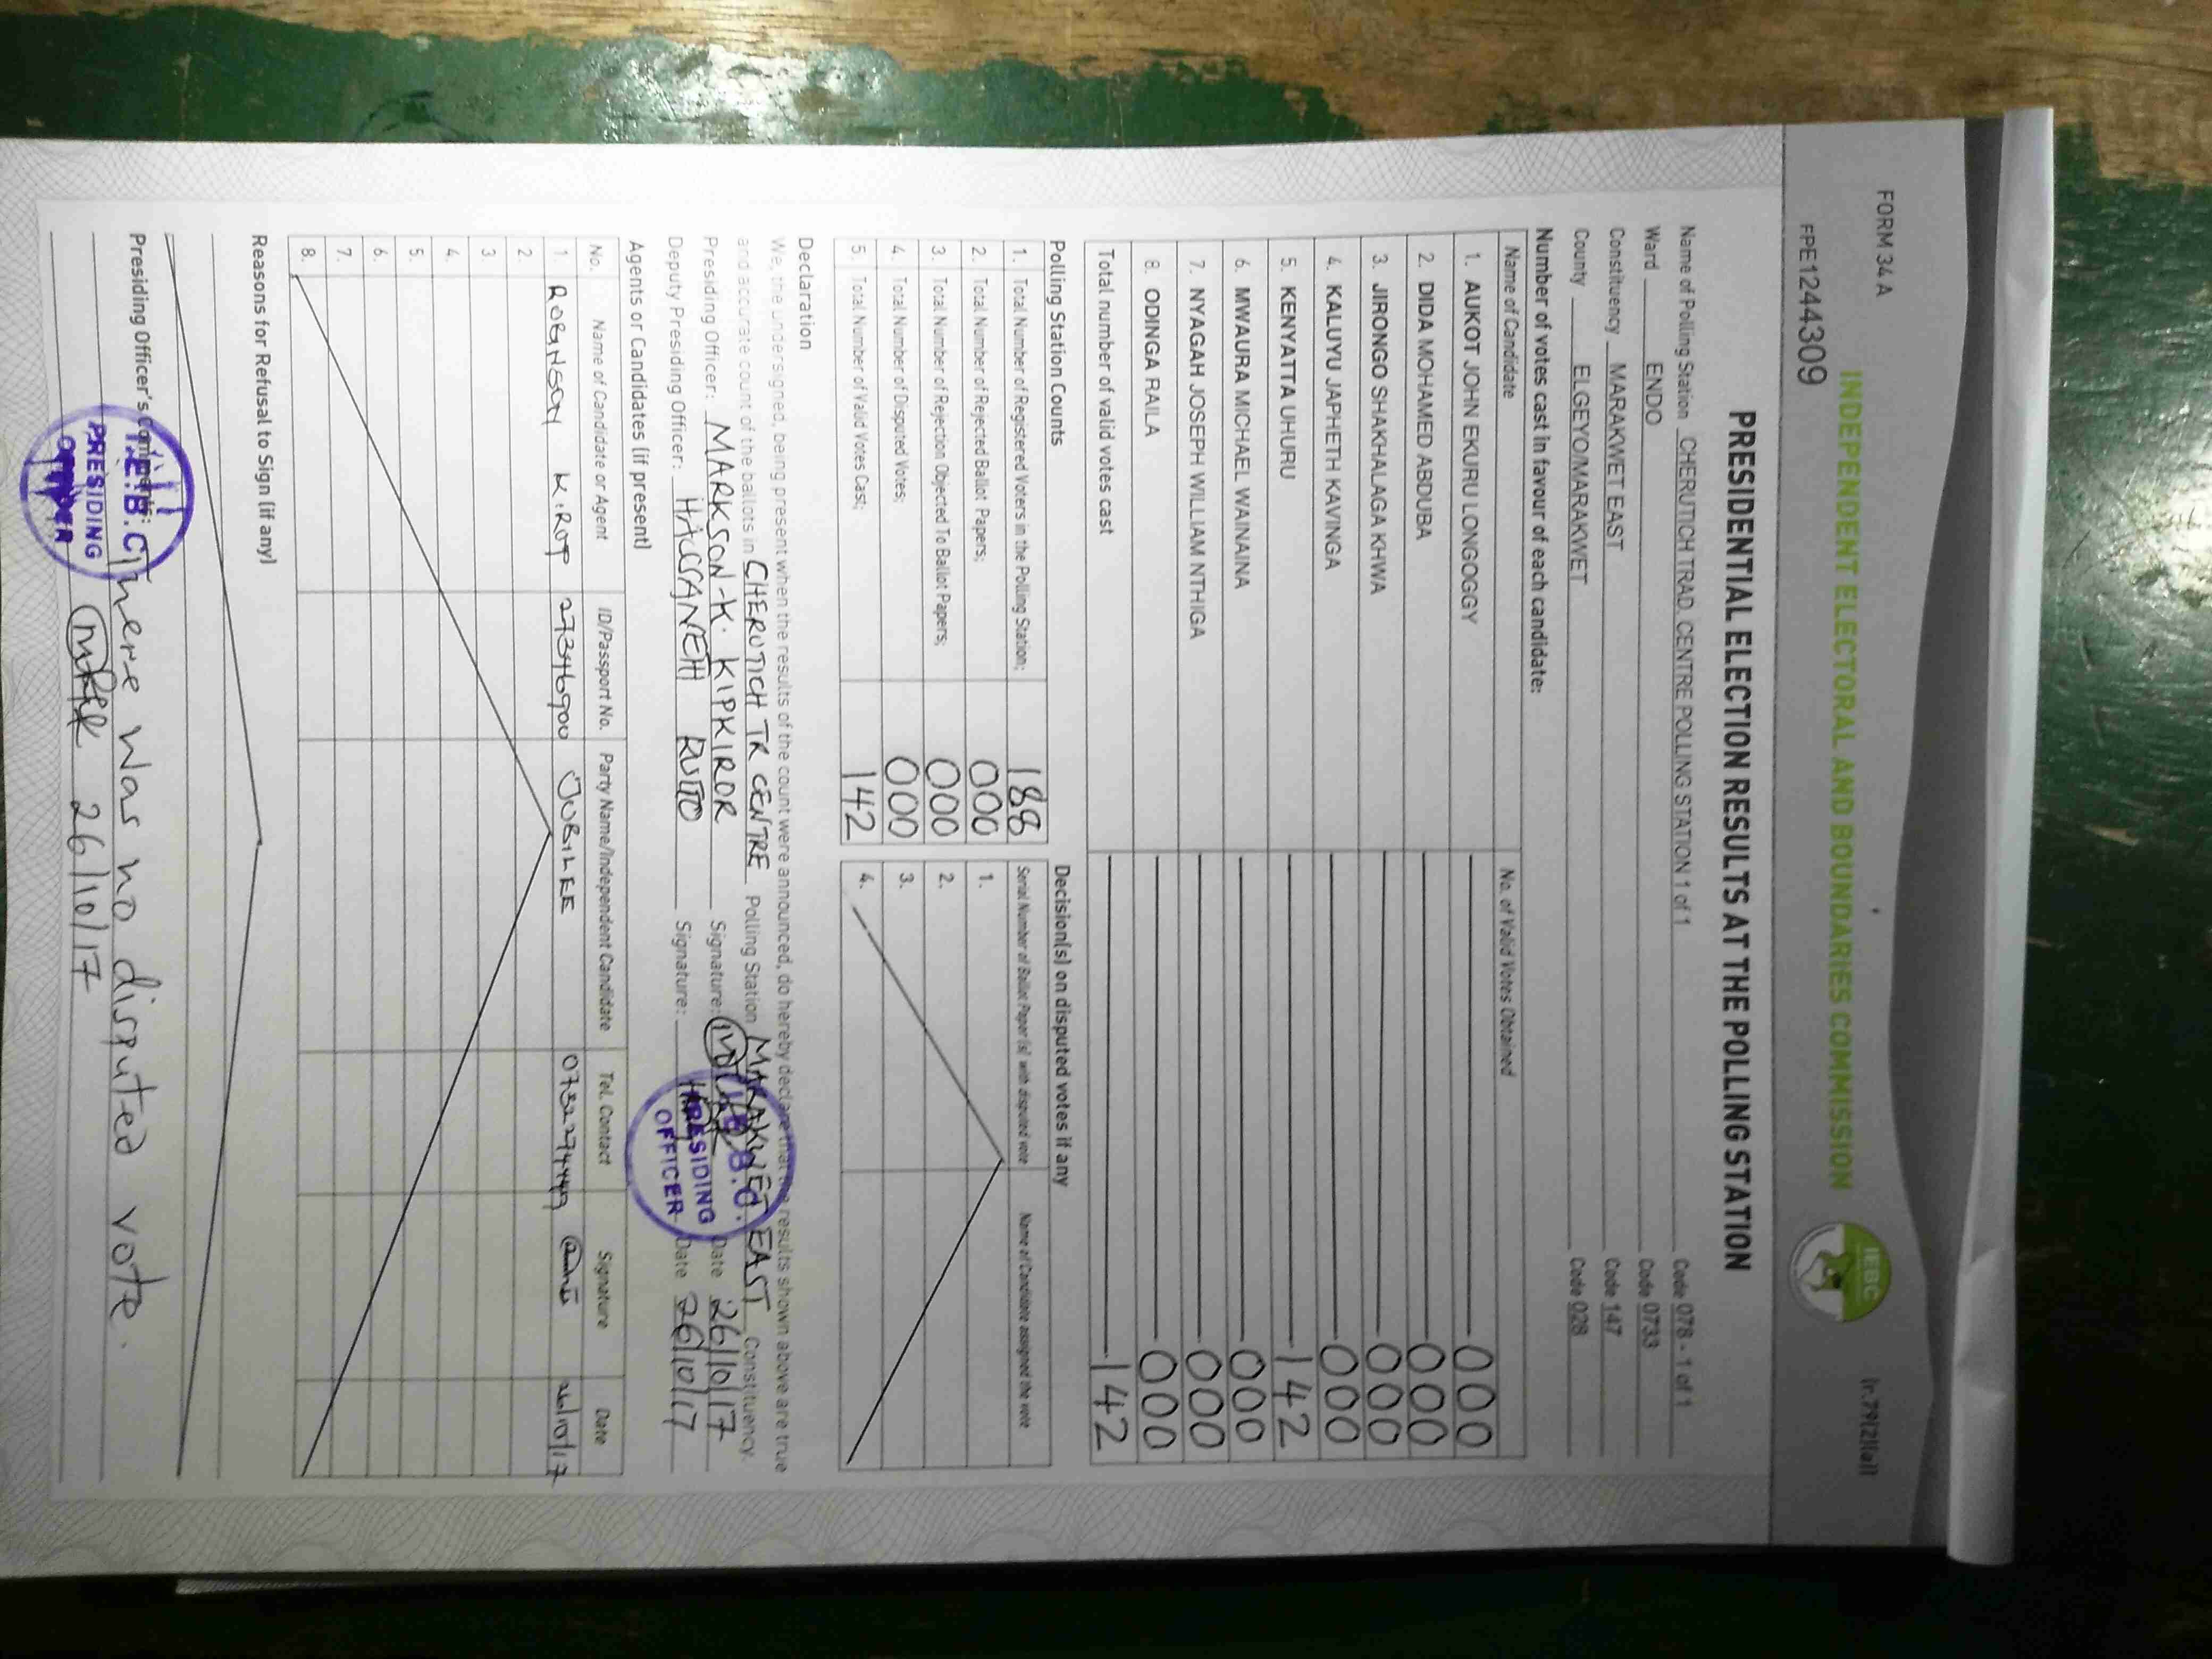 FORM 34A
(r.79(2)(a))
INDEPENDENT ELECTORAL AND BOUNDARIES COMMISSION
IEBC
FPE1244309
PRESIDENTIAL ELECTION RESULTS AT THE POLLING STATION
Name of Polling Station CHERUTICH TRAD. CENTRE POLLING STATION 1 of 1 Code 078 - 1 of 1
Ward ENDO Code 0733
Constituency MARAKWET EAST Code 147
County ELGEYO/MARAKWET Code 028
Number of votes cast in favour of each candidate:
Name of Candidate No. of Valid Votes Obtained
1. AUKOT JOHN EKURU LONGOGGY 000
2. DIDA MOHAMED ABDUBA 000
3. JIRONGO SHAKHALAGA KHWA 000
4. KALUYU JAPHETH KAVINGA 000
5. KENYATTA UHURU 142
6. MWAURA MICHAEL WAINAINA 000
7. NYAGAH JOSEPH WILLIAM NTHIGA 000
8. ODINGA RAILA 000
Total number of valid votes cast 142
Polling Station Counts
1. Total Number of Registered Voters in the Polling Station; 188
2. Total Number of Rejected Ballot Papers; 000
3. Total Number of Rejection Objected To Ballot Papers; 000
4. Total Number of Disputed Votes; 000
5. Total Number of Valid Votes Cast; 142
Decision(s) on disputed votes if any
Serial Number of Ballot Paper (s) with disputed vote Name of Candidate assigned the vote
1.
2.
3.
4.
Declaration
We, the undersigned, being present when the results of the count were announced, do hereby declare that the results shown above are true
and accurate count of the ballots in CHERUTICH TR CENTRE Polling Station MARAKWET EAST Constituency.
Presiding Officer: MARKSON K. KIPKIROR Signature: Date 26/10/17
Deputy Presiding Officer: HASSANEH RUTTO Signature: Date 26/10/17
I.E.B.C.
PRESIDING
OFFICER
Agents or Candidates (if present)
No. Name of Candidate or Agent ID/Passport No. Party Name/Independent Candidate Tel. Contact Signature Date
1. KIROP JUBILEE 26/10/17
2.
3.
4.
5.
6.
7.
8.
Reasons for Refusal to Sign (if any)
Presiding Officer's Comments: There was no disputed vote.
26/10/17
I.E.B.C
PRESIDING
OFFICER